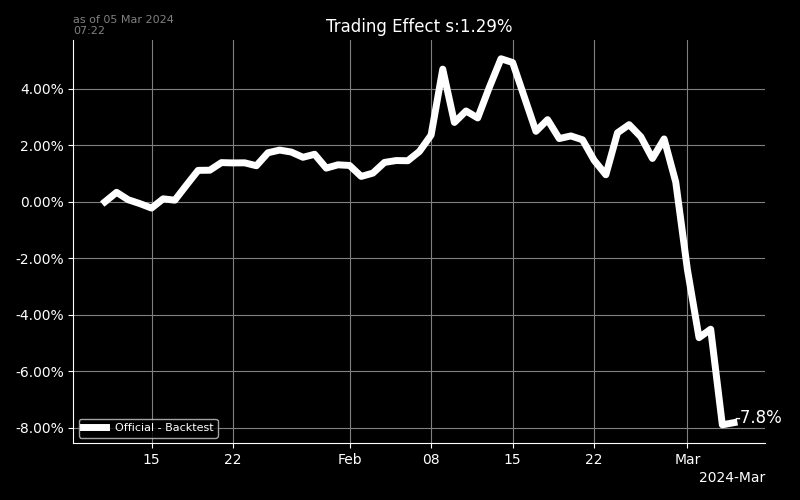 as of 05 Mar 2024
07:22
Trading Effect s:1.29%
4.00%
2.00%
0.00%
-2.00%
-4.00%
-6.00%
-8.00%
-7.8%
Official - Backtest
15
22
Feb
08
15
22
Mar
2024-Mar